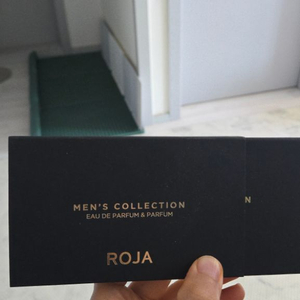 MEN'S COLLECTION
EAU DE PARFUM & PARFUM
ROJA
N